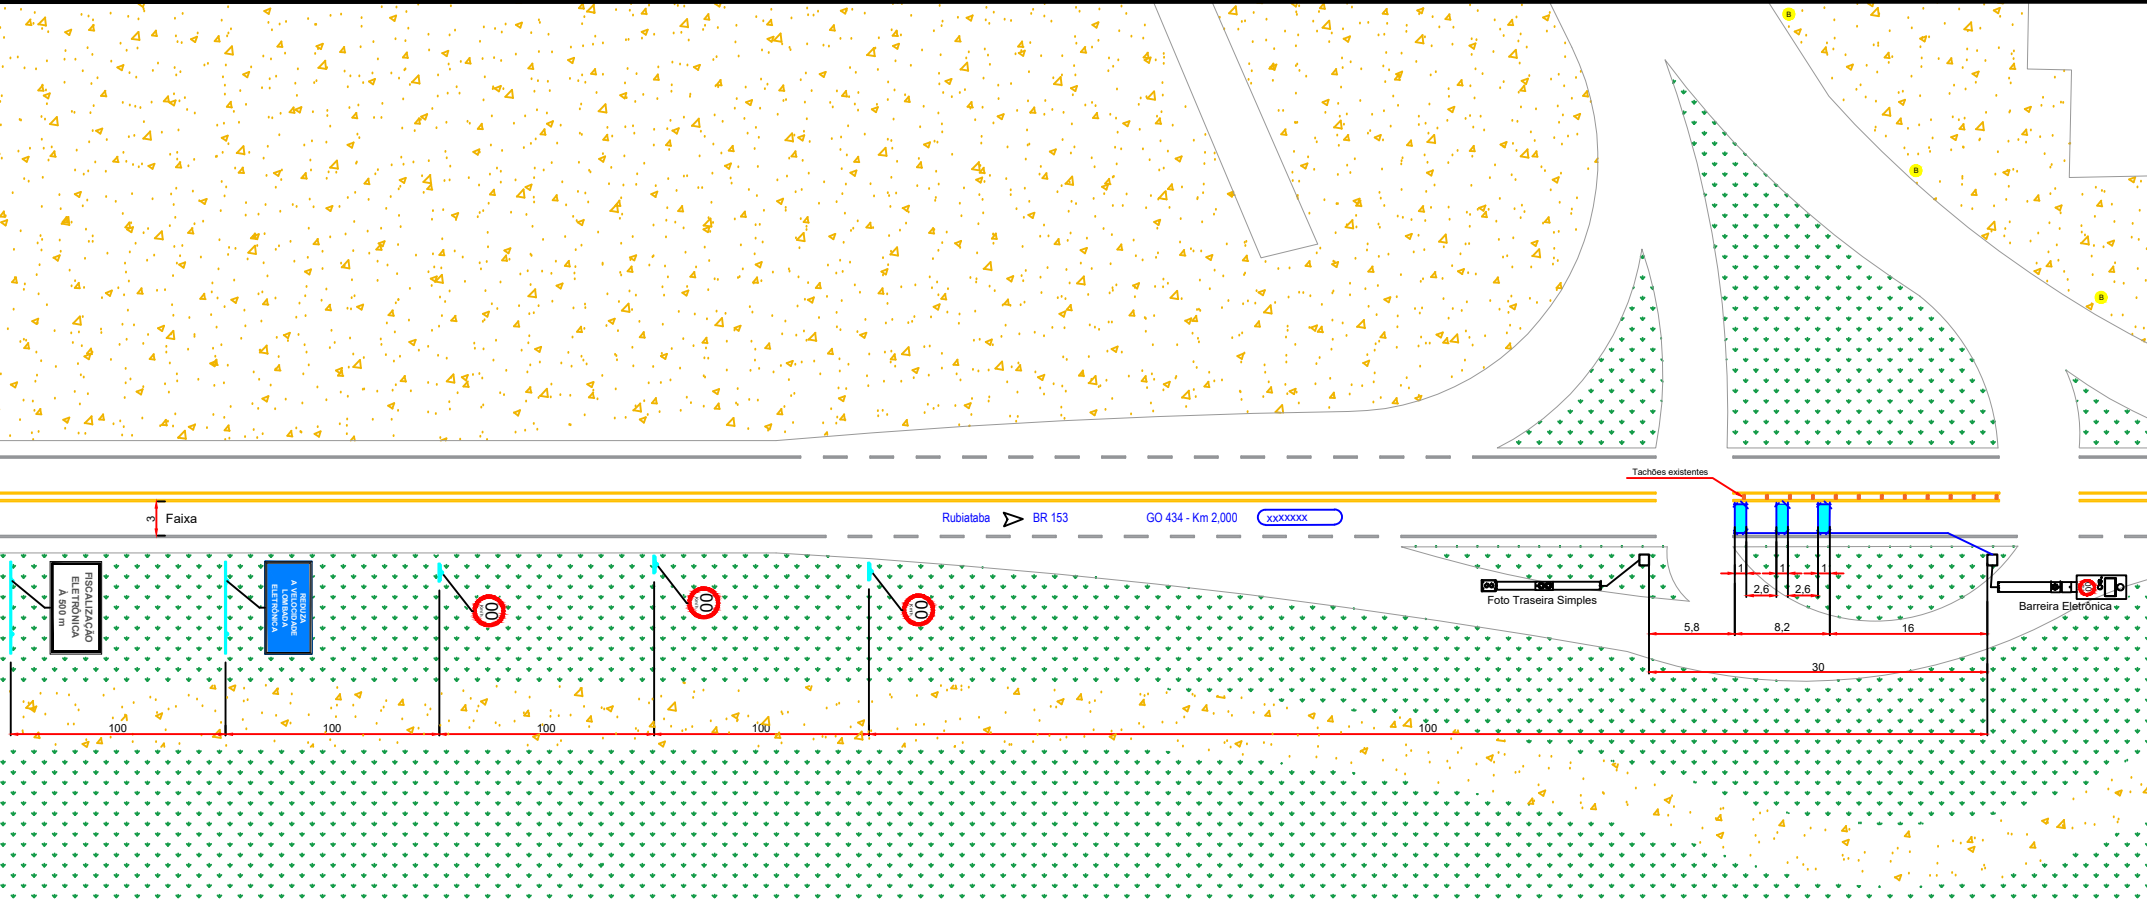 B
B
B
Tachões existentes
3
Faixa
Rubiataba
BR 153
GO 434 - Km 2,000
xxxxxxx
FISCALIZAÇÃO
ELETRÔNICA
À 500 m
REDUZA
A VELOCIDADE
LOMBADA
ELETRÔNICA
00
00
00
Foto Traseira Simples
Barreira Eletrônica
1
1
1
2,6
2,6
5,8
8,2
16
30
100
100
100
100
100